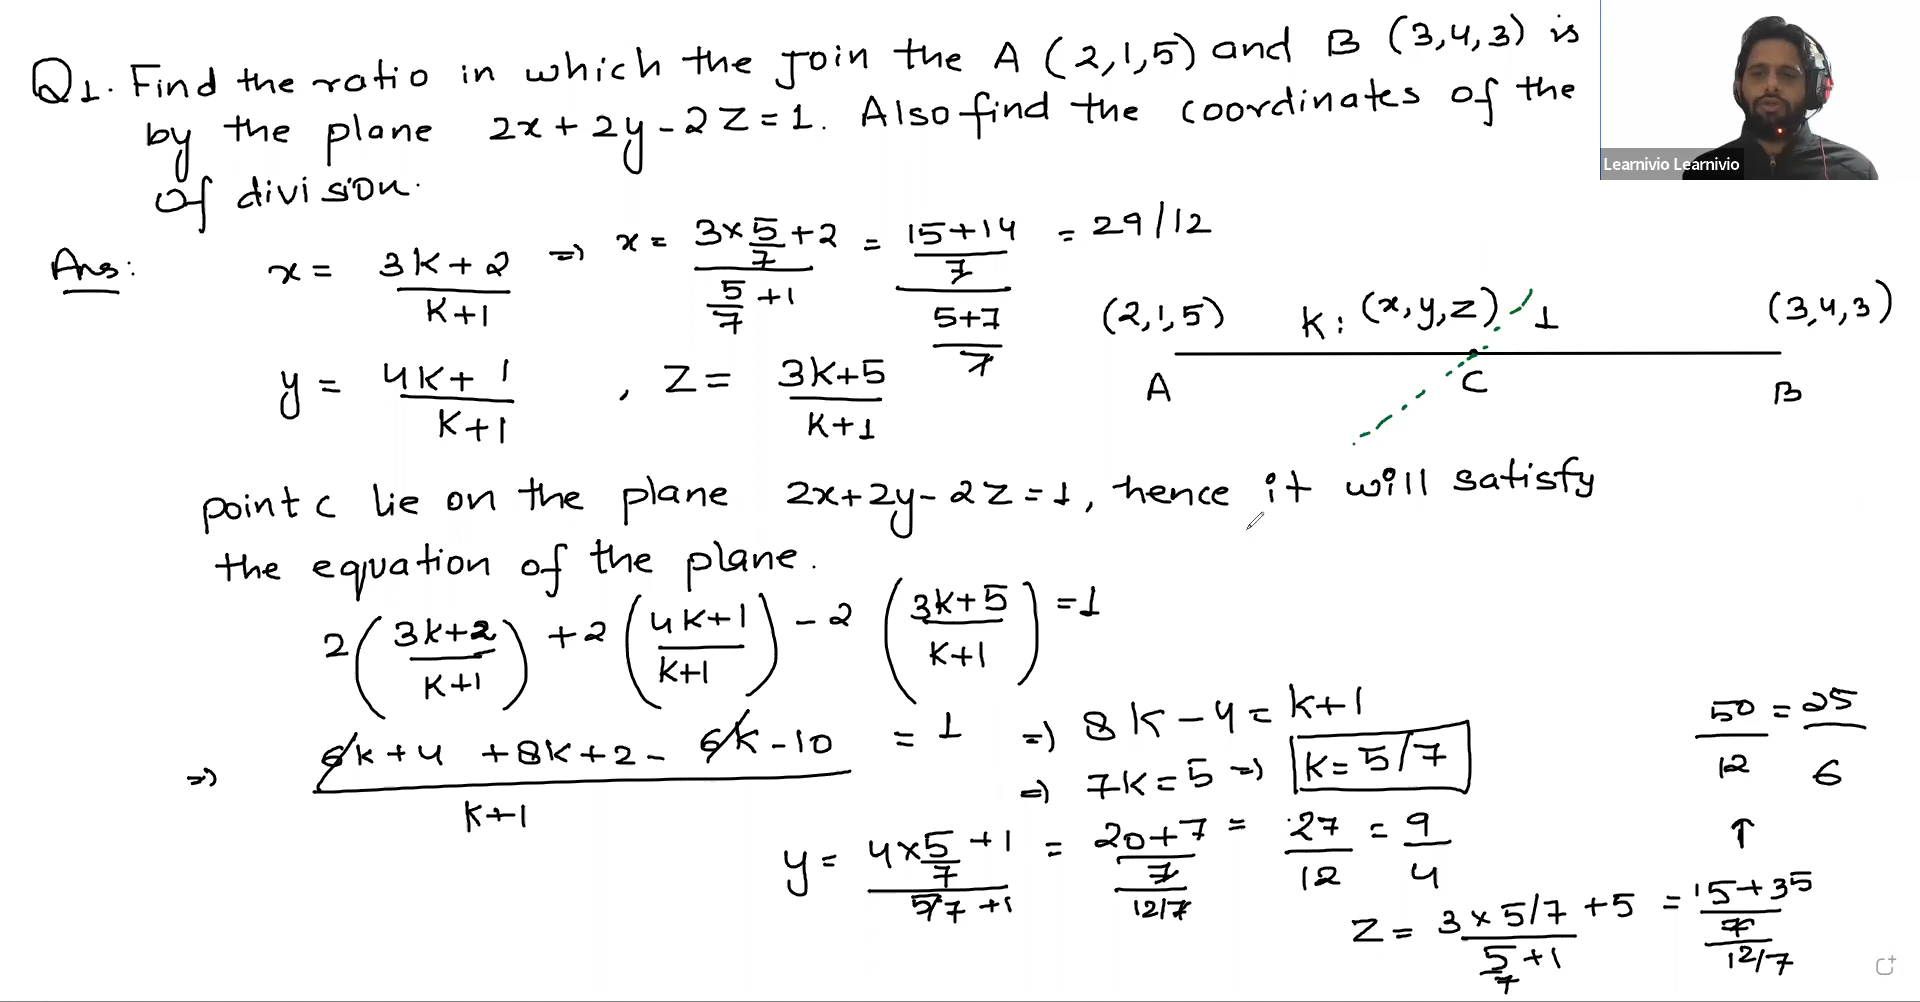 Q1. Find the ratio in which the join the A (2,1,5) and B (3,4,3) is
by the plane 2x+2y-2z=1. Also find the coordinates of the
of division.
Learnivio Learnivio
Ans: x = (3k+2)/(k+1) => x = (3×5/7+2)/(5/7+1) = ((15+14)/7)/((5+7)/7) = 29/12
(2,1,5) k : (x,y,z) 1 (3,4,3)
A C B
y = (4k+1)/(k+1) , z = (3k+5)/(k+1)
point c lie on the plane 2x+2y-2z=1, hence it will satisfy
the equation of the plane.
2((3k+2)/(k+1)) +2((4k+1)/(k+1)) -2((3k+5)/(k+1)) =1
=> (6k+4 +8k+2- 6k-10)/(k+1) = 1 => 8k-4= k+1
=> 7k=5 => k= 5/7
y = (4×5/7+1)/(5/7+1) = ((20+7)/7)/(12/7) = 27/12 = 9/4
z = (3×5/7+5)/(5/7+1) = ((15+35)/7)/(12/7)
↑
50/12 = 25/6